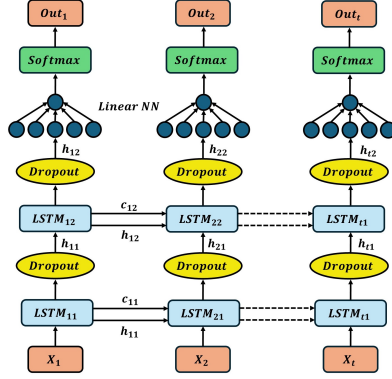 Out₁ Out₂ Outₜ
Softmax Softmax Softmax
Linear NN
h₁₂ h₂₂ hₜ₂
Dropout Dropout Dropout
c₁₂
LSTM₁₂ LSTM₂₂ LSTMₜ₁
h₁₂
h₁₁ h₂₁ hₜ₁
Dropout Dropout Dropout
c₁₁
LSTM₁₁ LSTM₂₁ LSTMₜ₁
h₁₁
X₁ X₂ Xₜ